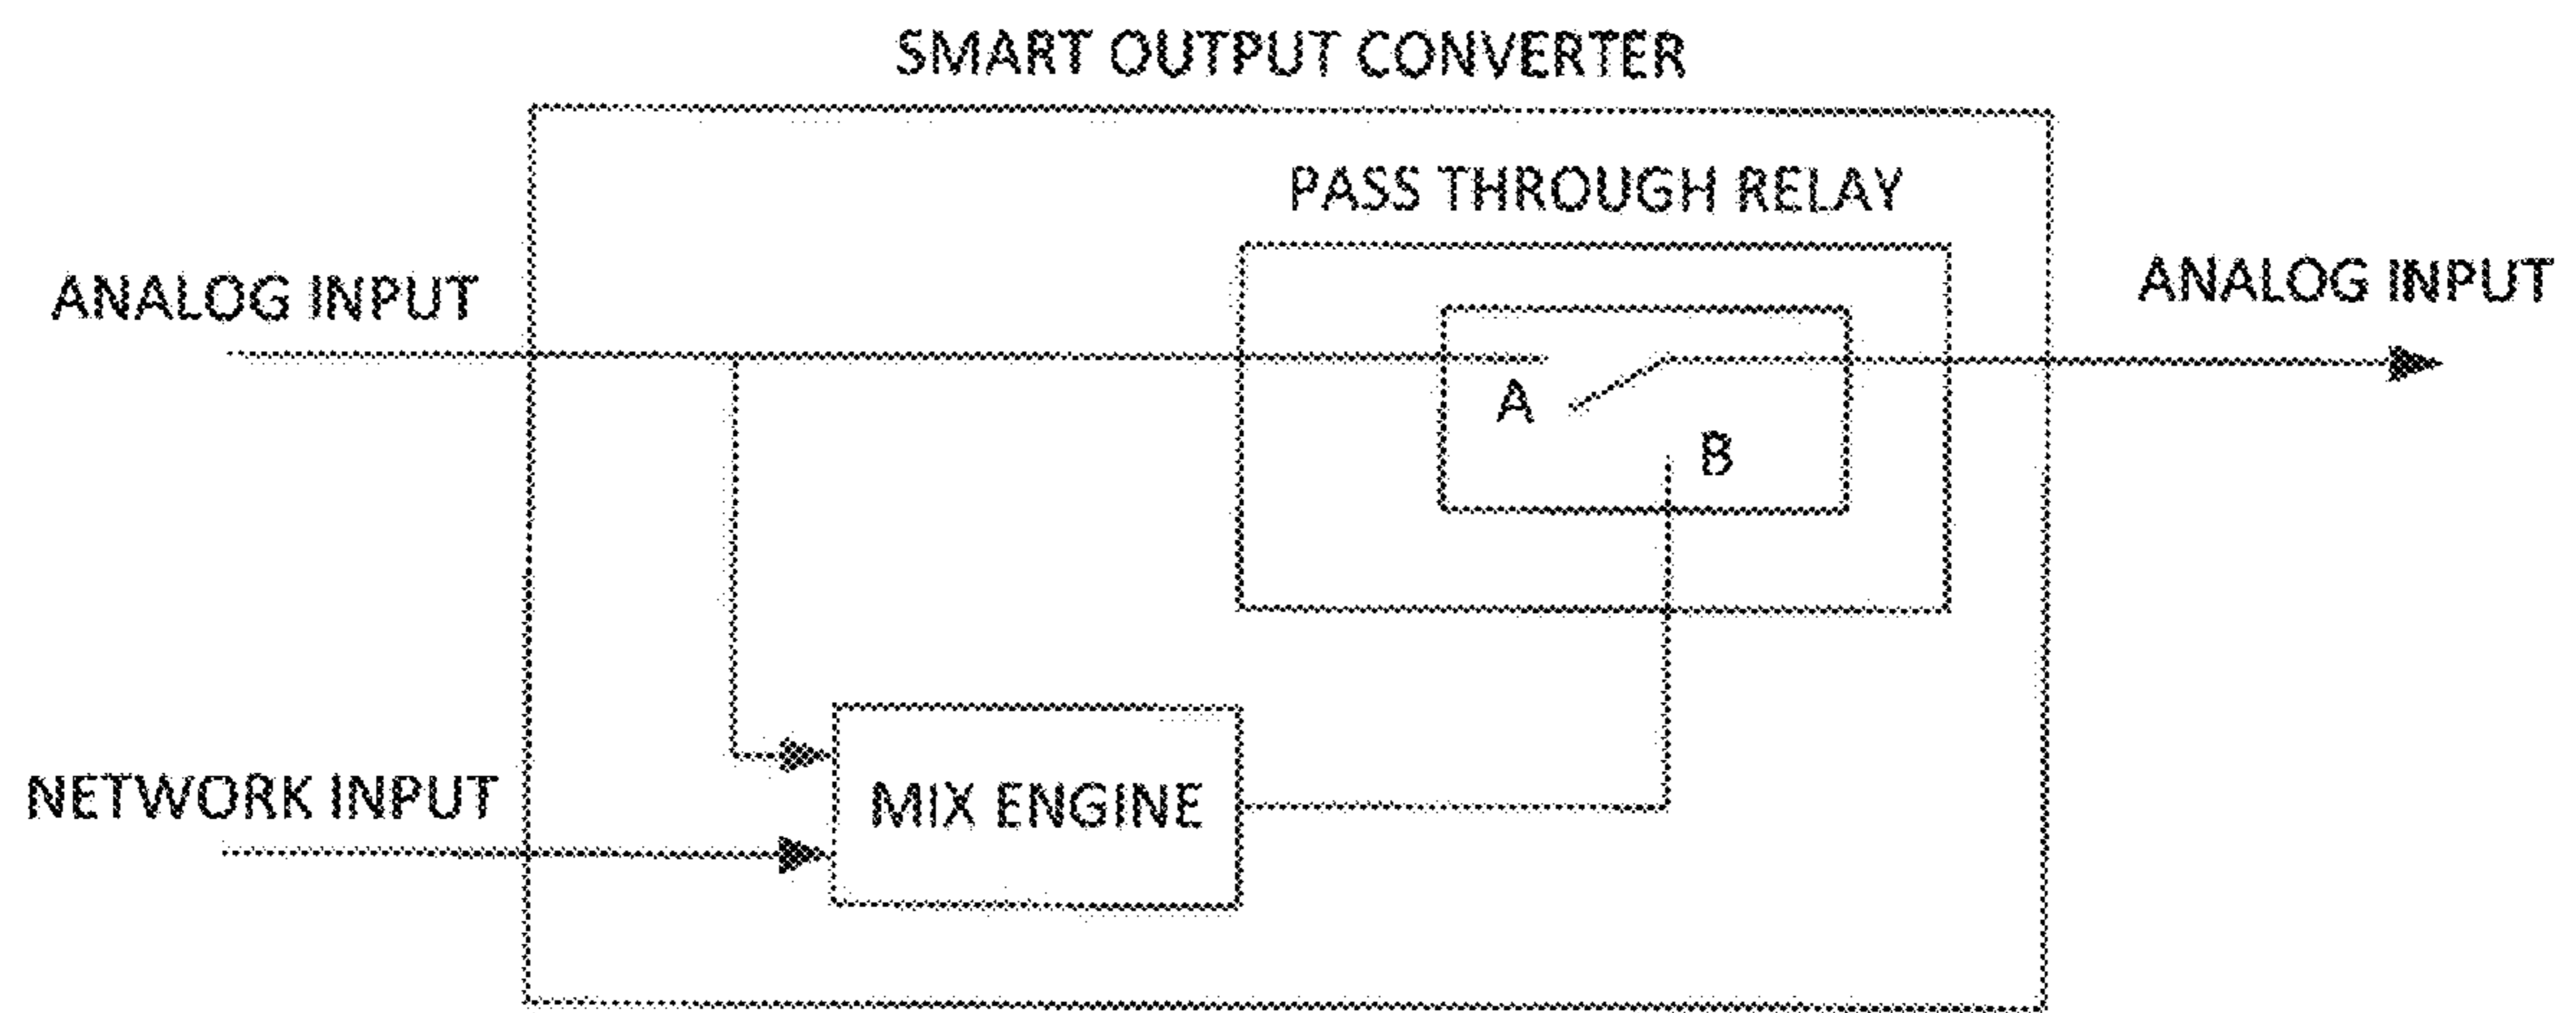 SMART OUTPUT CONVERTER
PASS THROUGH RELAY
ANALOG INPUT
ANALOG INPUT
A
B
NETWORK INPUT
MIX ENGINE